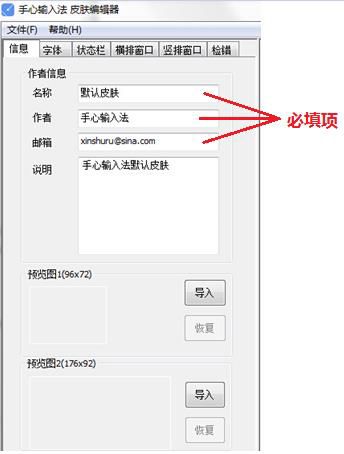 手心输入法 皮肤编辑器
文件(F) 帮助(H)
信息 字体 状态栏 横排窗口 竖排窗口 检错
作者信息
名称 默认皮肤
作者 手心输入法
必填项
邮箱 xinshuru@sina.com
说明 手心输入法默认皮肤
预览图1(96x72)
导入
恢复
预览图2(176x92)
导入
恢复